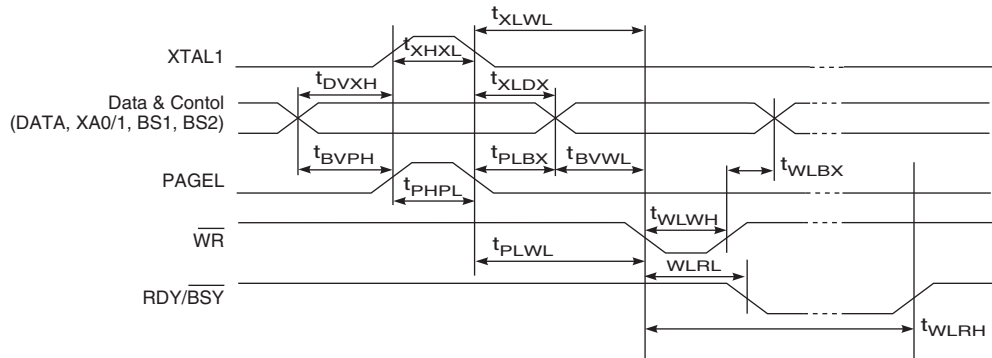 tXLWL
XTAL1
tXHXL
tDVXH
tXLDX
Data & Contol
(DATA, XA0/1, BS1, BS2)
tBVPH
tPLBX
tBVWL
tWLBX
PAGEL
tPHPL
tWLWH
WR
tPLWL
WLRL
RDY/BSY
tWLRH